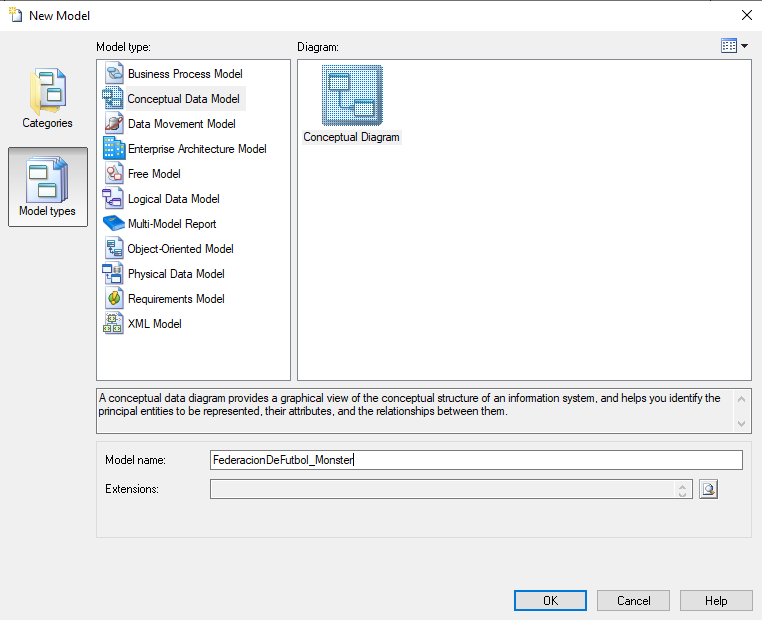 New Model
Model type:
Diagram:
Categories
Model types
Business Process Model
Conceptual Data Model
Data Movement Model
Enterprise Architecture Model
Free Model
Logical Data Model
Multi-Model Report
Object-Oriented Model
Physical Data Model
Requirements Model
XML Model
Conceptual Diagram
A conceptual data diagram provides a graphical view of the conceptual structure of an information system, and helps you identify the
principal entities to be represented, their attributes, and the relationships between them.
Model name:
FederacionDeFutbol_Monster
Extensions:
OK
Cancel
Help